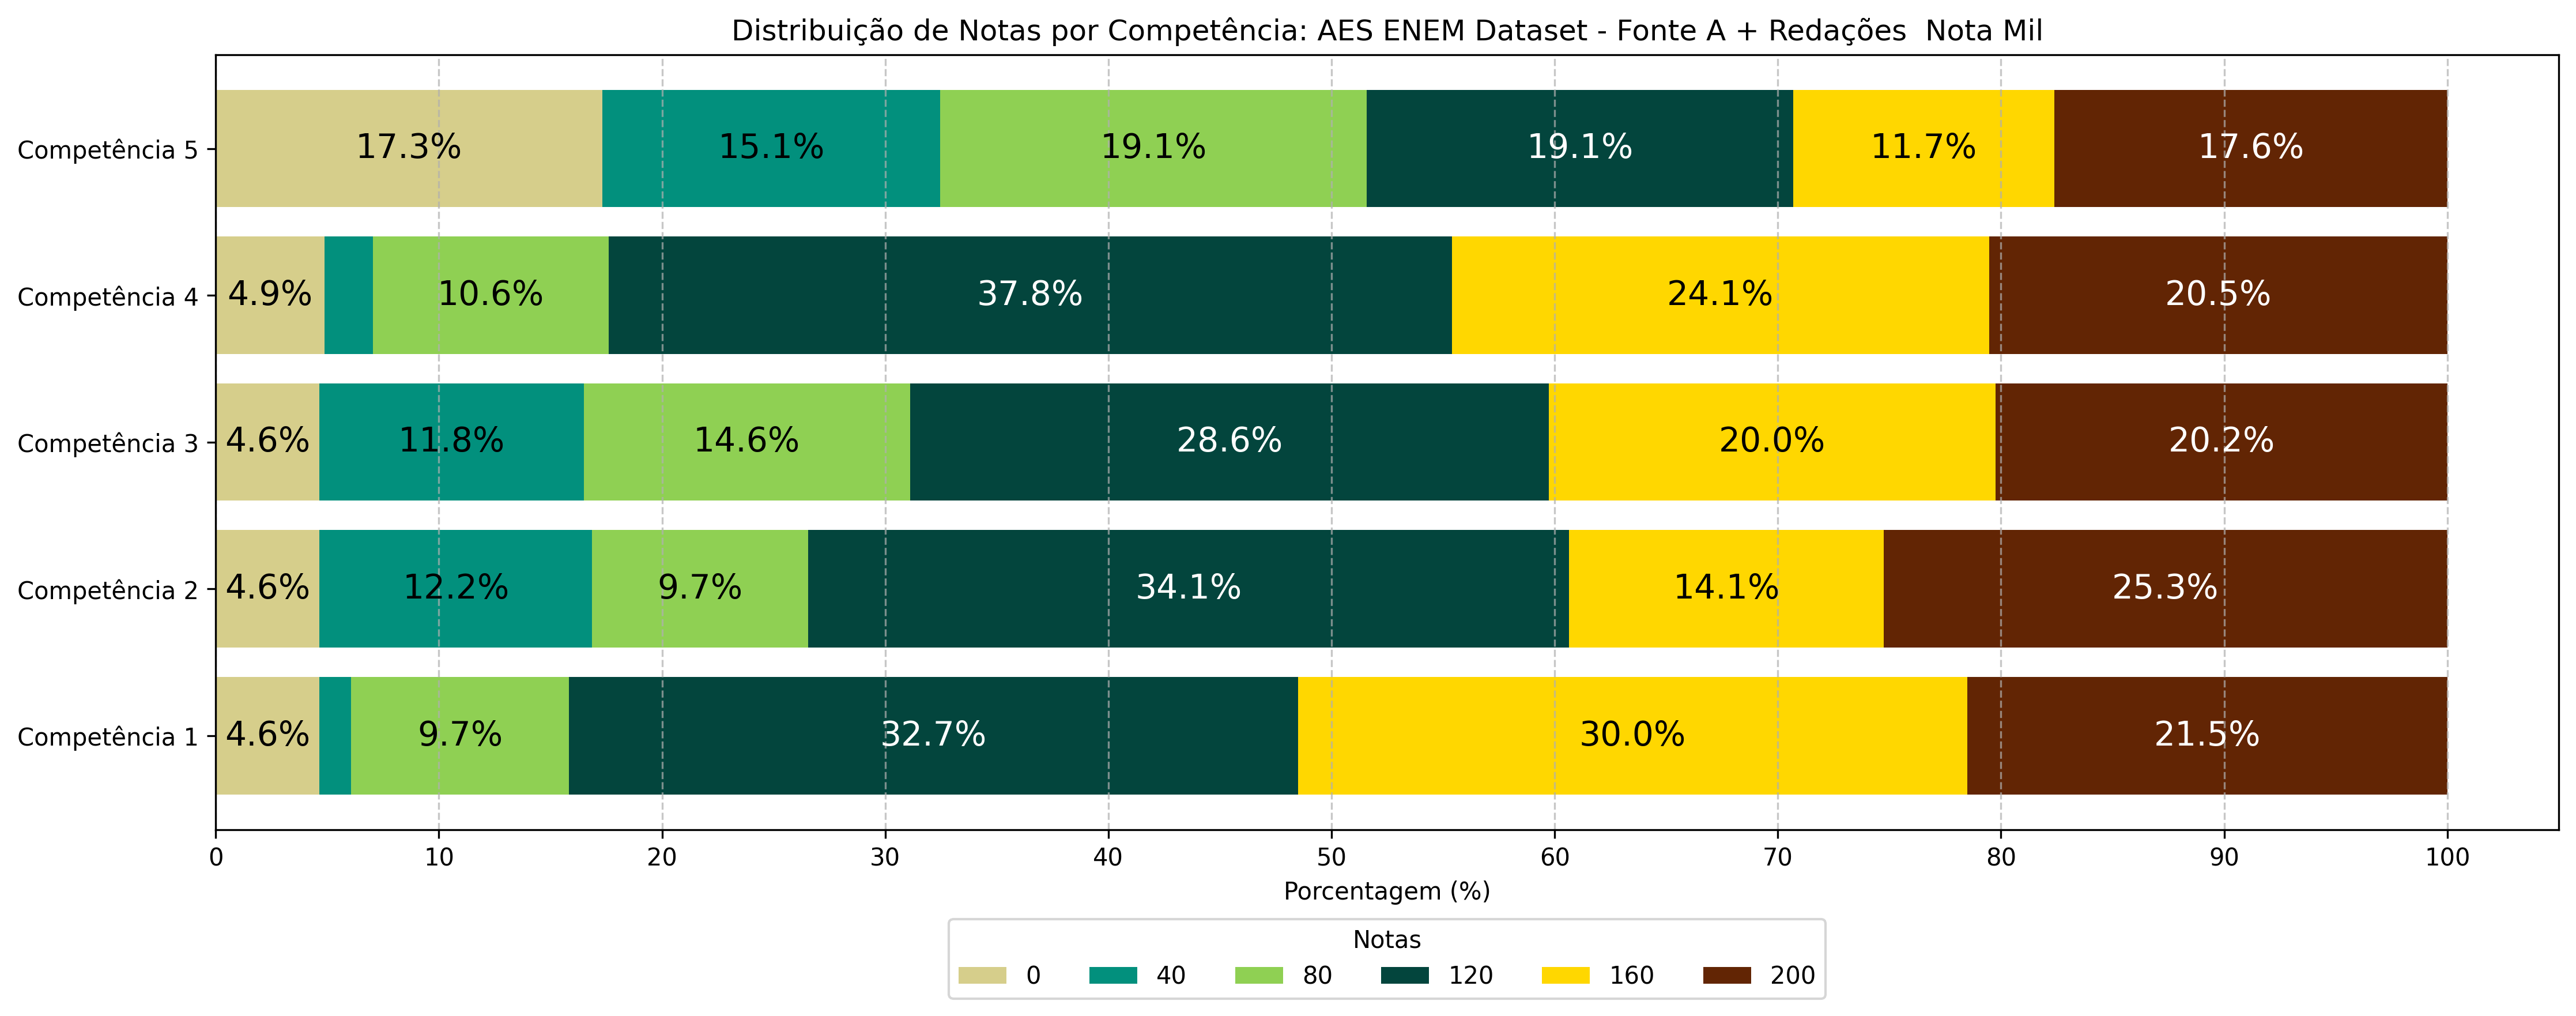 Distribuição de Notas por Competência: AES ENEM Dataset - Fonte A + Redações  Nota Mil
Competência 5 17.3% 15.1% 19.1% 19.1% 11.7% 17.6%
Competência 4 4.9% 10.6% 37.8% 24.1% 20.5%
Competência 3 4.6% 11.8% 14.6% 28.6% 20.0% 20.2%
Competência 2 4.6% 12.2% 9.7% 34.1% 14.1% 25.3%
Competência 1 4.6% 9.7% 32.7% 30.0% 21.5%
0 10 20 30 40 50 60 70 80 90 100
Porcentagem (%)
Notas
0 40 80 120 160 200